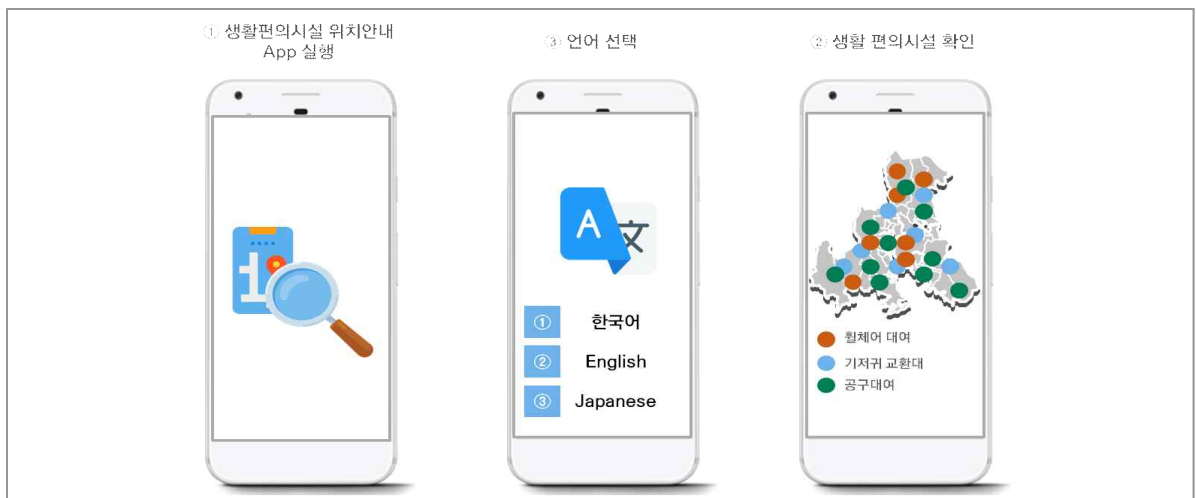 ① 생활편의시설 위치안내
App 실행
③ 언어 선택
② 생활 편의시설 확인
A 文
① 한국어
② English
③ Japanese
휠체어 대여
기저귀 교환대
공구대여